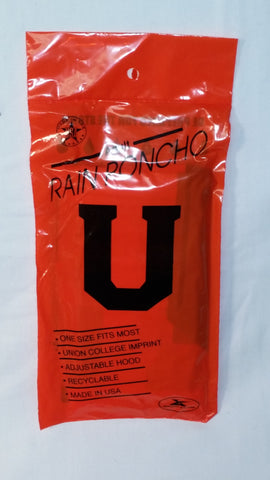 RAIN PONCHO
U
• ONE SIZE FITS MOST
• UNION COLLEGE IMPRINT
• ADJUSTABLE HOOD
• RECYCLABLE
• MADE IN USA